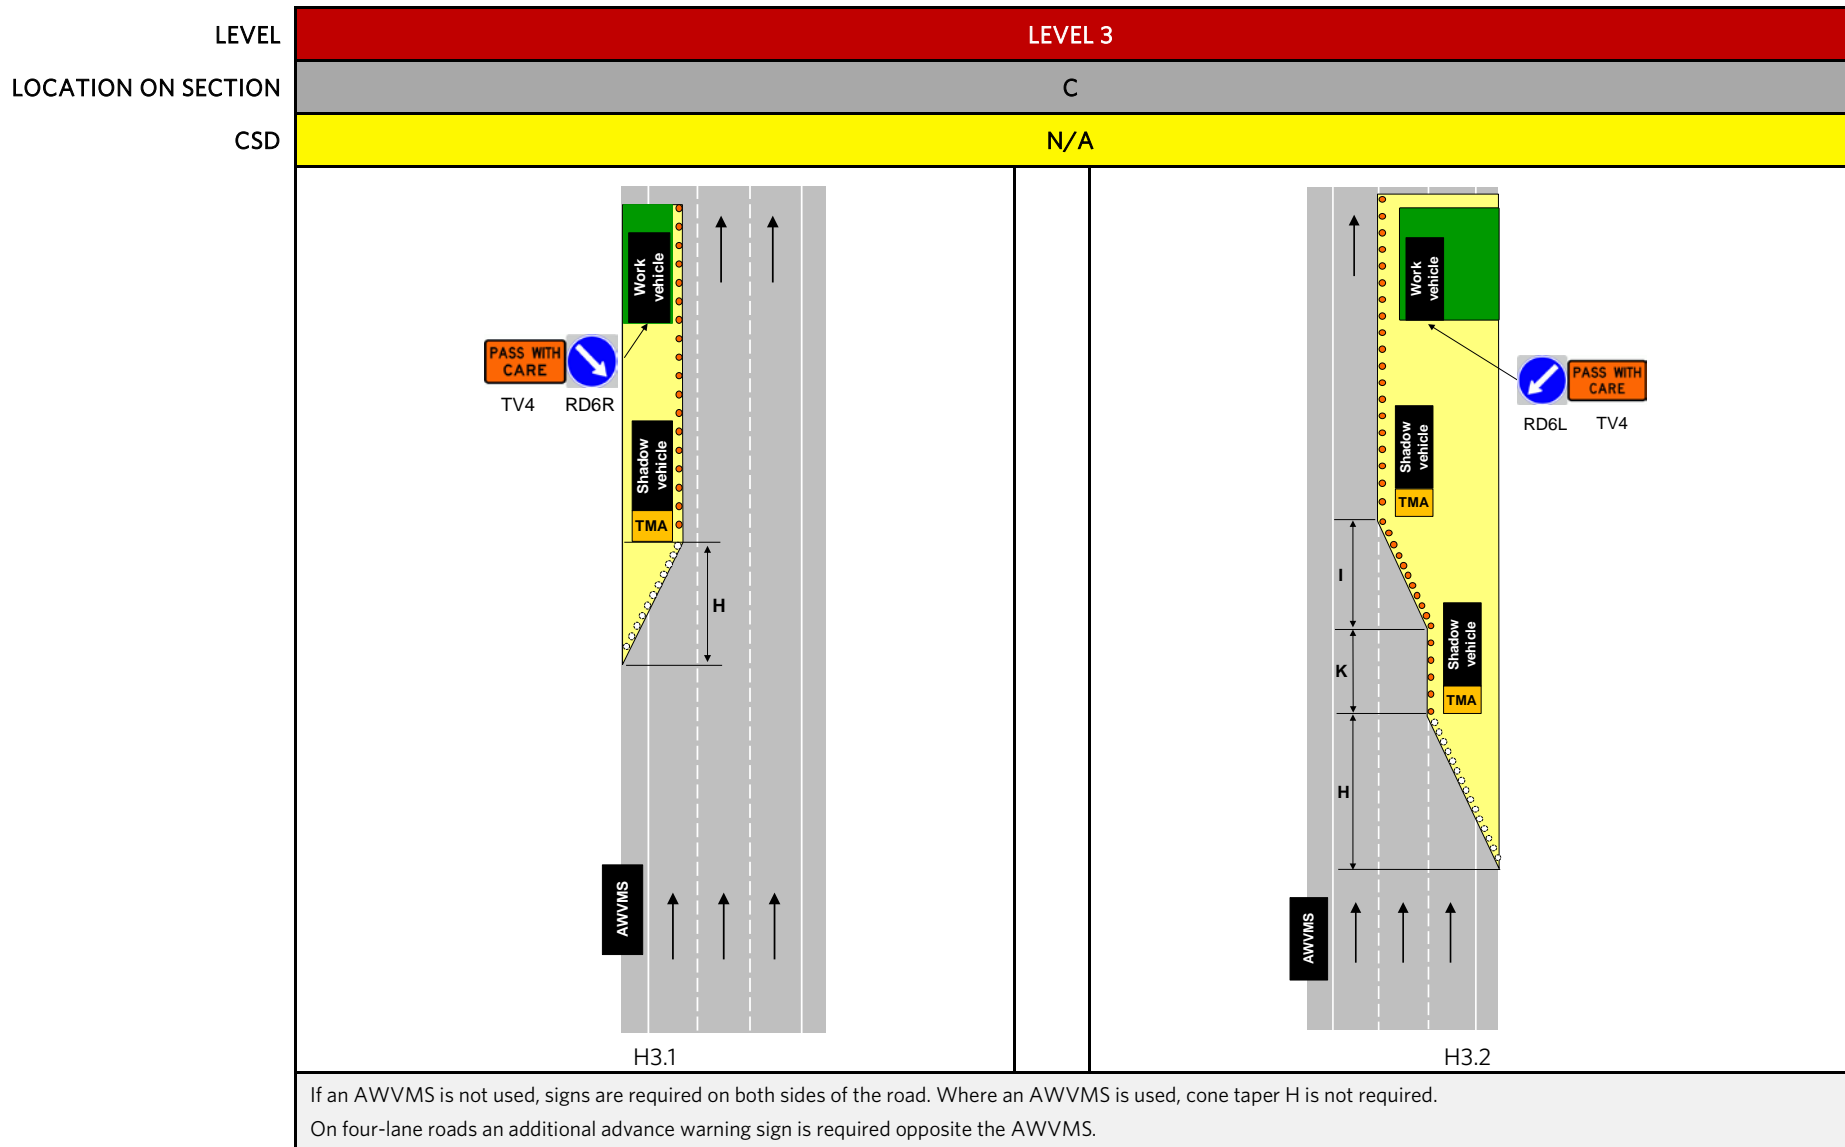 LEVEL
LEVEL 3
LOCATION ON SECTION
C
CSD
N/A
Work
vehicle
PASS WITH
CARE
TV4
RD6R
Shadow
vehicle
TMA
H
AWVMS
H3.1
Work
vehicle
PASS WITH
CARE
RD6L
TV4
Shadow
vehicle
TMA
I
Shadow
vehicle
K
TMA
H
AWVMS
H3.2
If an AWVMS is not used, signs are required on both sides of the road. Where an AWVMS is used, cone taper H is not required.
On four-lane roads an additional advance warning sign is required opposite the AWVMS.